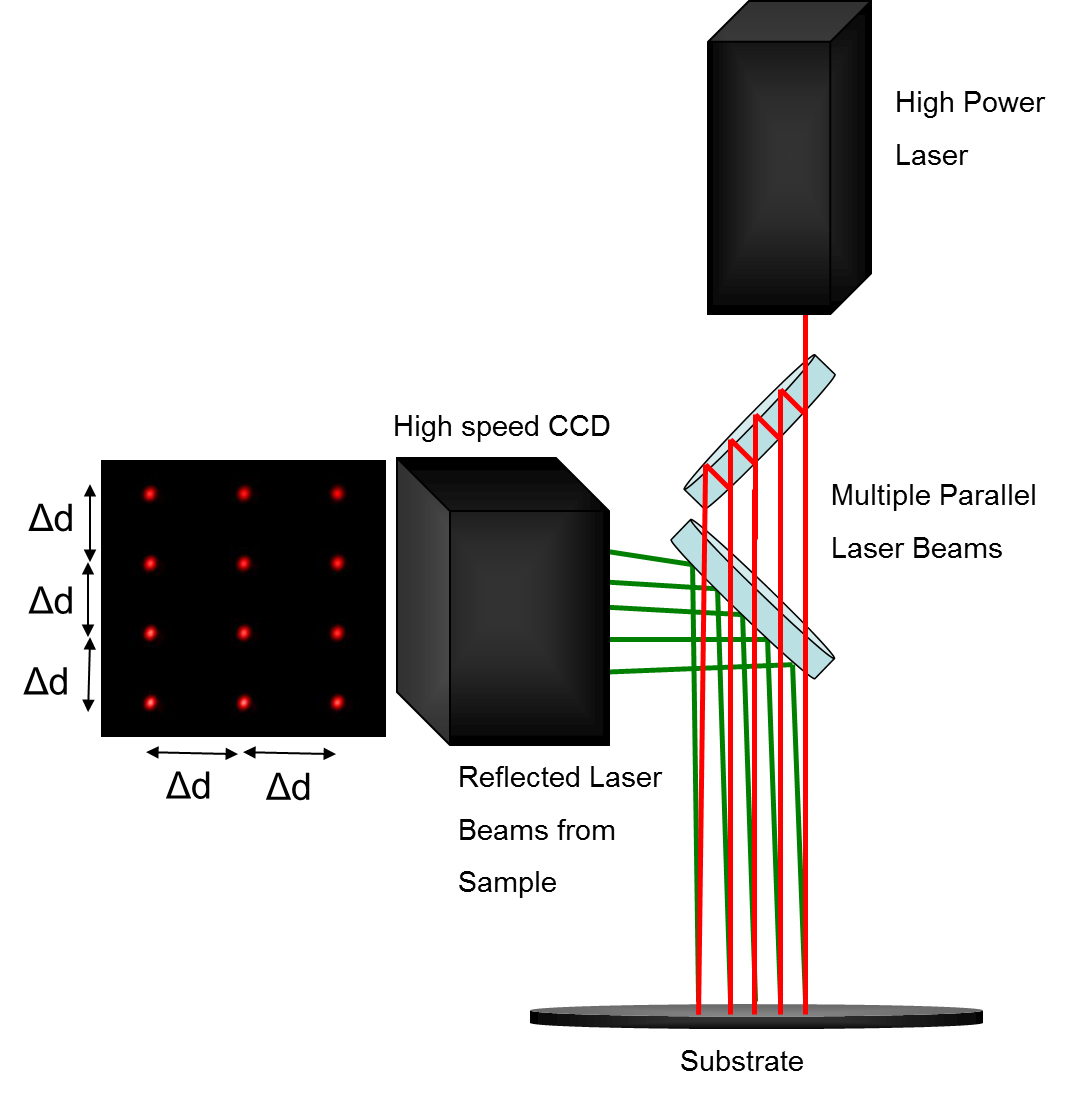 High Power
Laser
High speed CCD
Multiple Parallel
Laser Beams
Δd
Δd
Δd
Δd
Δd
Reflected Laser
Beams from
Sample
Substrate